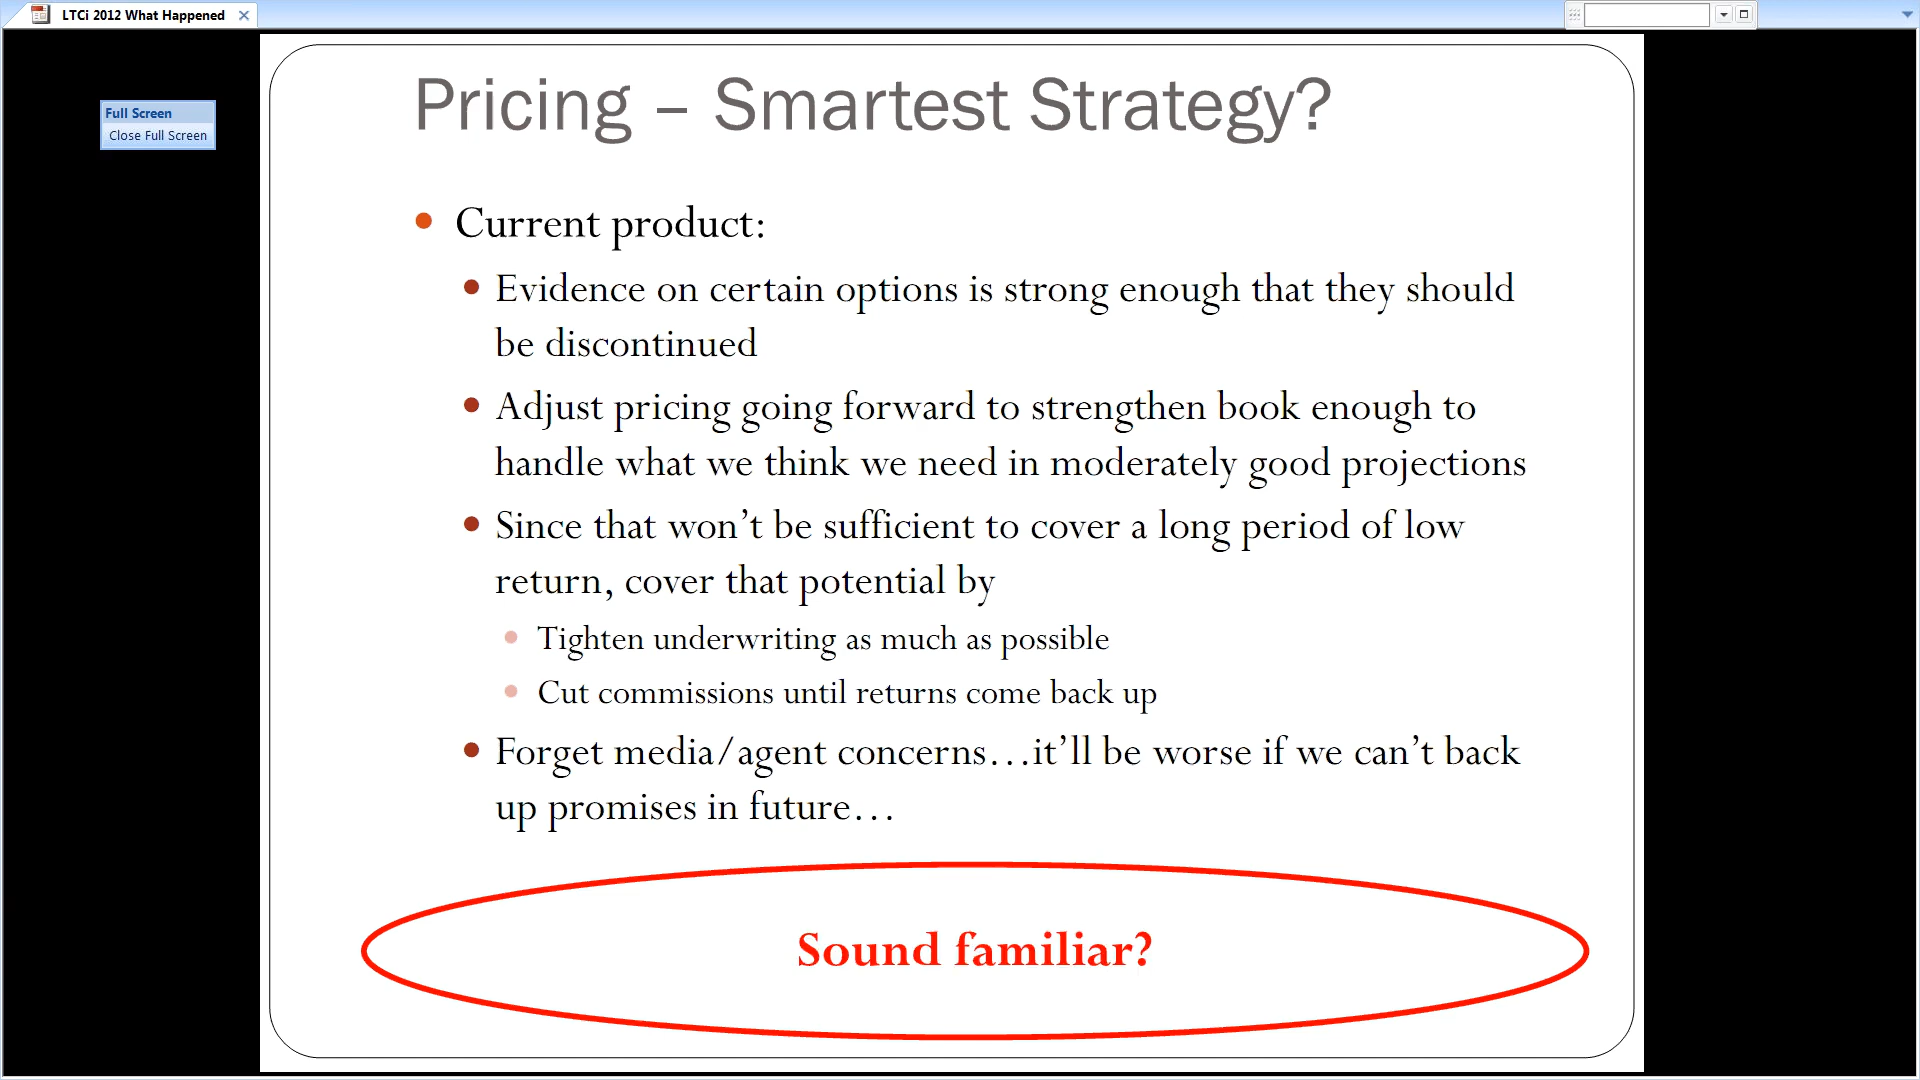 LTCi 2012 What Happened
Full Screen
Close Full Screen
Pricing – Smartest Strategy?
Current product:
Evidence on certain options is strong enough that they should
be discontinued
Adjust pricing going forward to strengthen book enough to
handle what we think we need in moderately good projections
Since that won’t be sufficient to cover a long period of low
return, cover that potential by
Tighten underwriting as much as possible
Cut commissions until returns come back up
Forget media/agent concerns…it’ll be worse if we can’t back
up promises in future…
Sound familiar?